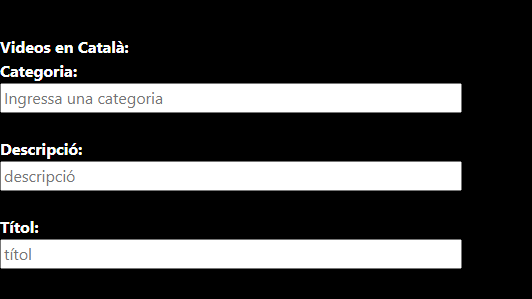 Videos en Català:
Categoria:
Ingressa una categoria
Descripció:
descripció
Títol:
títol